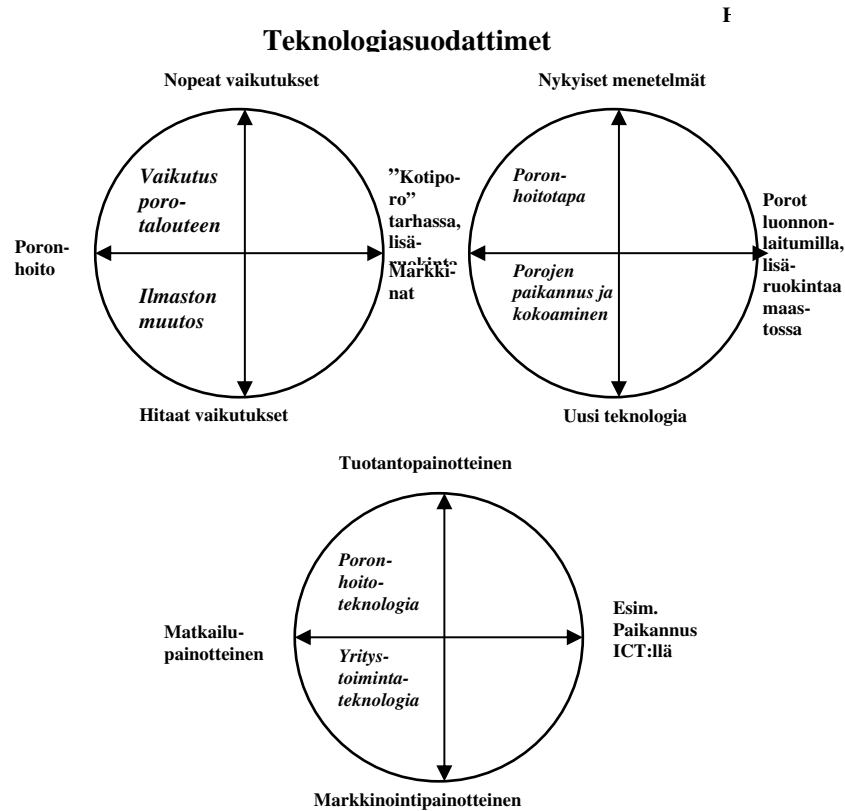 Teknologiasuodattimet
Nopeat vaikutukset
Vaikutus
poro-
talouteen
Ilmaston
muutos
Poron-
hoito
Markki-
nat
Hitaat vaikutukset
Nykyiset menetelmät
”Kotipo-
ro”
tarhassa,
lisä-
ruokinta
Poron-
hoitotapa
Porojen
paikannus ja
kokoaminen
Porot
luonnon-
laitumilla,
lisä-
ruokintaa
maas-
tossa
Uusi teknologia
Tuotantopainotteinen
Poron-
hoito-
teknologia
Yritys-
toiminta-
teknologia
Matkailu-
painotteinen
Esim.
Paikannus
ICT:llä
Markkinointipainotteinen